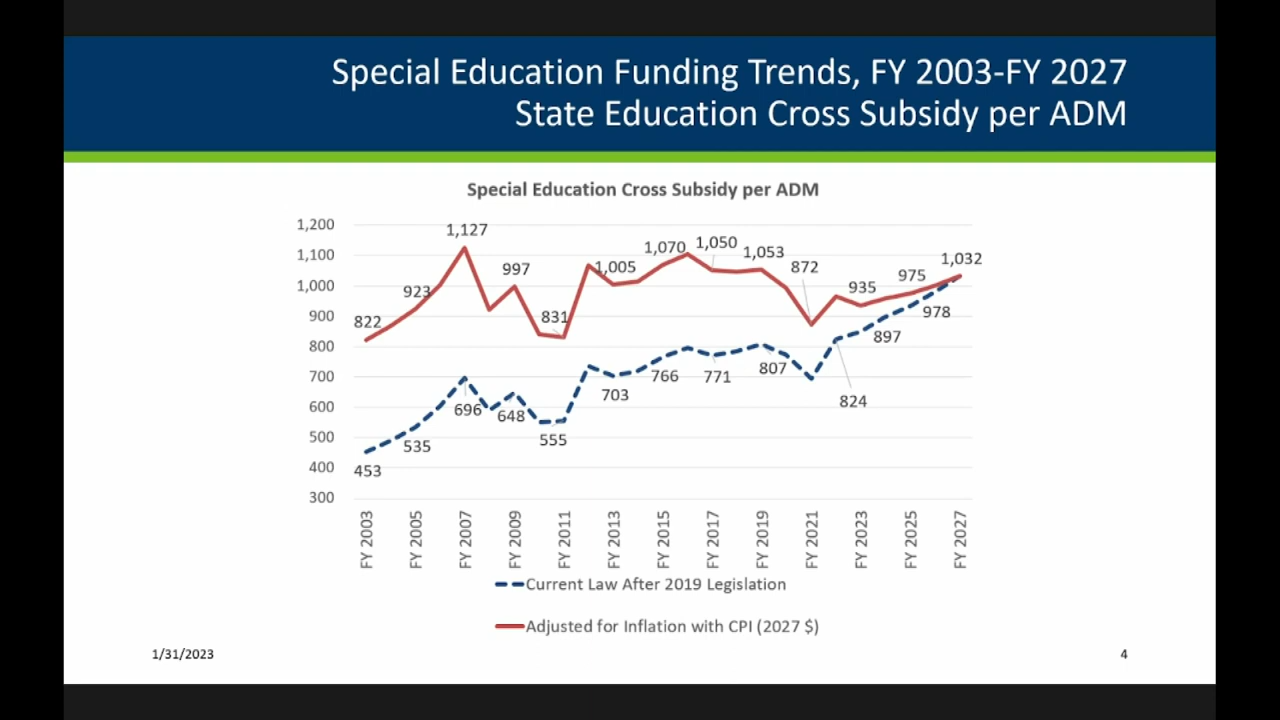 Special Education Funding Trends, FY 2003-FY 2027
State Education Cross Subsidy per ADM
Special Education Cross Subsidy per ADM
1,200
1,100
1,000
900
800
700
600
500
400
300
822
923
1,127
997
831
1,005
1,070
1,050
1,053
872
935
975
1,032
453
535
696
648
555
703
766
771
807
824
897
978
FY 2003
FY 2005
FY 2007
FY 2009
FY 2011
FY 2013
FY 2015
FY 2017
FY 2019
FY 2021
FY 2023
FY 2025
FY 2027
Current Law After 2019 Legislation
Adjusted for Inflation with CPI (2027 $)
1/31/2023
4